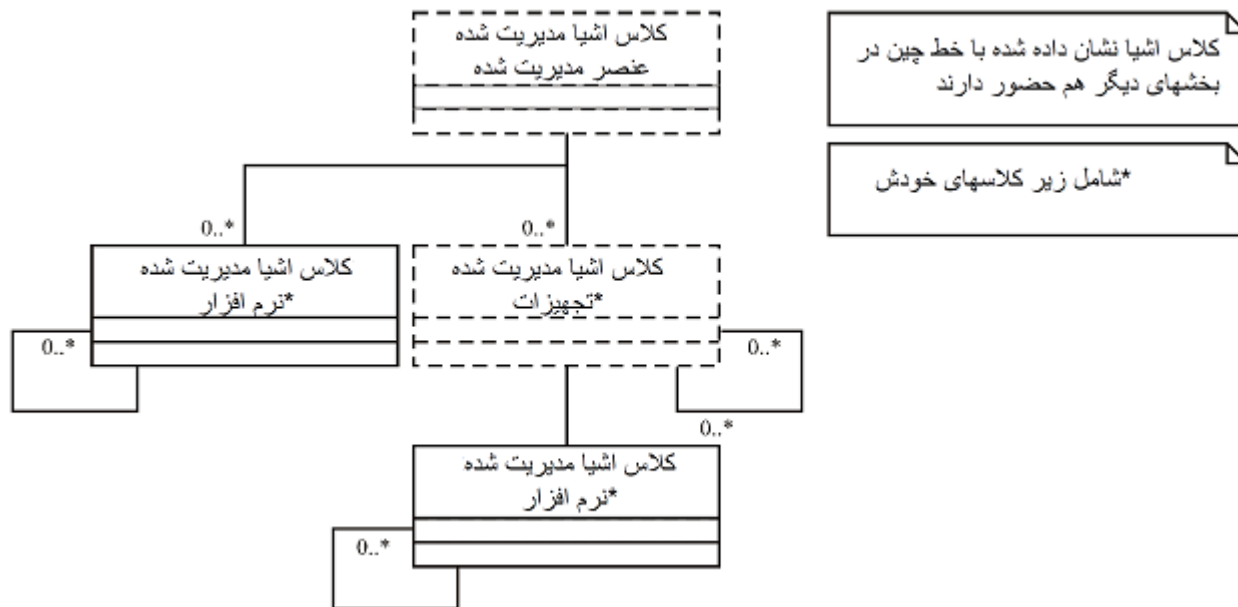 کلاس اشیا مدیریت شده
عنصر مدیریت شده
کلاس اشیا نشان داده شده با خط چین در
بخشهای دیگر هم حضور دارند
*شامل زیر کلاسهای خودش
0..*
0..*
کلاس اشیا مدیریت شده
*تجهیزات
کلاس اشیا مدیریت شده
*نرم افزار
0..*
0..*
0..*
کلاس اشیا مدیریت شده
*نرم افزار
0..*